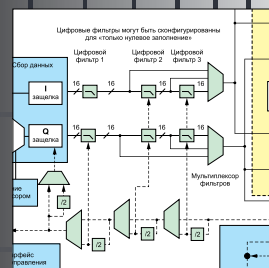 Цифровые фильтры могут быть сконфигурированы
для «только нулевое заполнение»
Цифровой
фильтр 1
Цифровой
фильтр 2
Цифровой
фильтр 3
Сбор данных
16
16
16
16
I
защелка
16
16
16
16
Q
защелка
Мультиплексор
фильтров
/2
ние
сором
/2
/2
/2
рфейс
правления